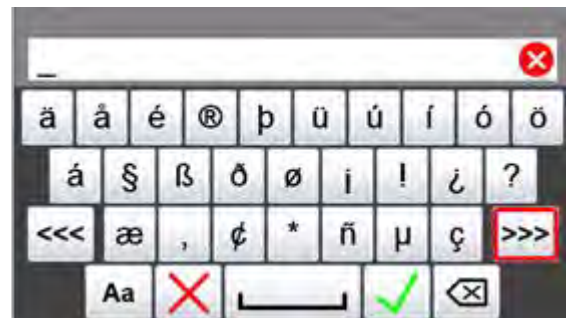 _
ä å é ® þ ü ú í ó ö
á § ß ð ø ¡ ! ¿ ?
<<< æ , ¢ * ñ µ ç >>>
Aa